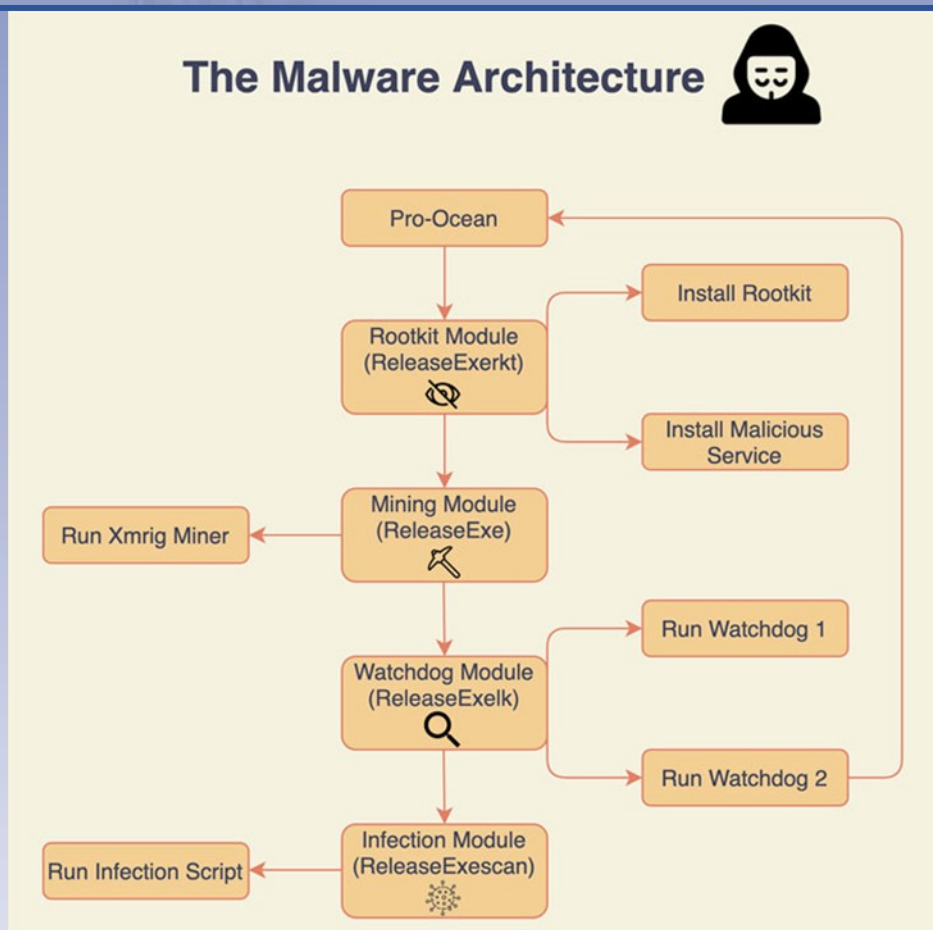 The Malware Architecture
Pro-Ocean
Install Rootkit
Rootkit Module
(ReleaseExerkt)
Install Malicious
Service
Mining Module
(ReleaseExe)
Run Xmrig Miner
Run Watchdog 1
Watchdog Module
(ReleaseExelk)
Run Watchdog 2
Infection Module
(ReleaseExescan)
Run Infection Script